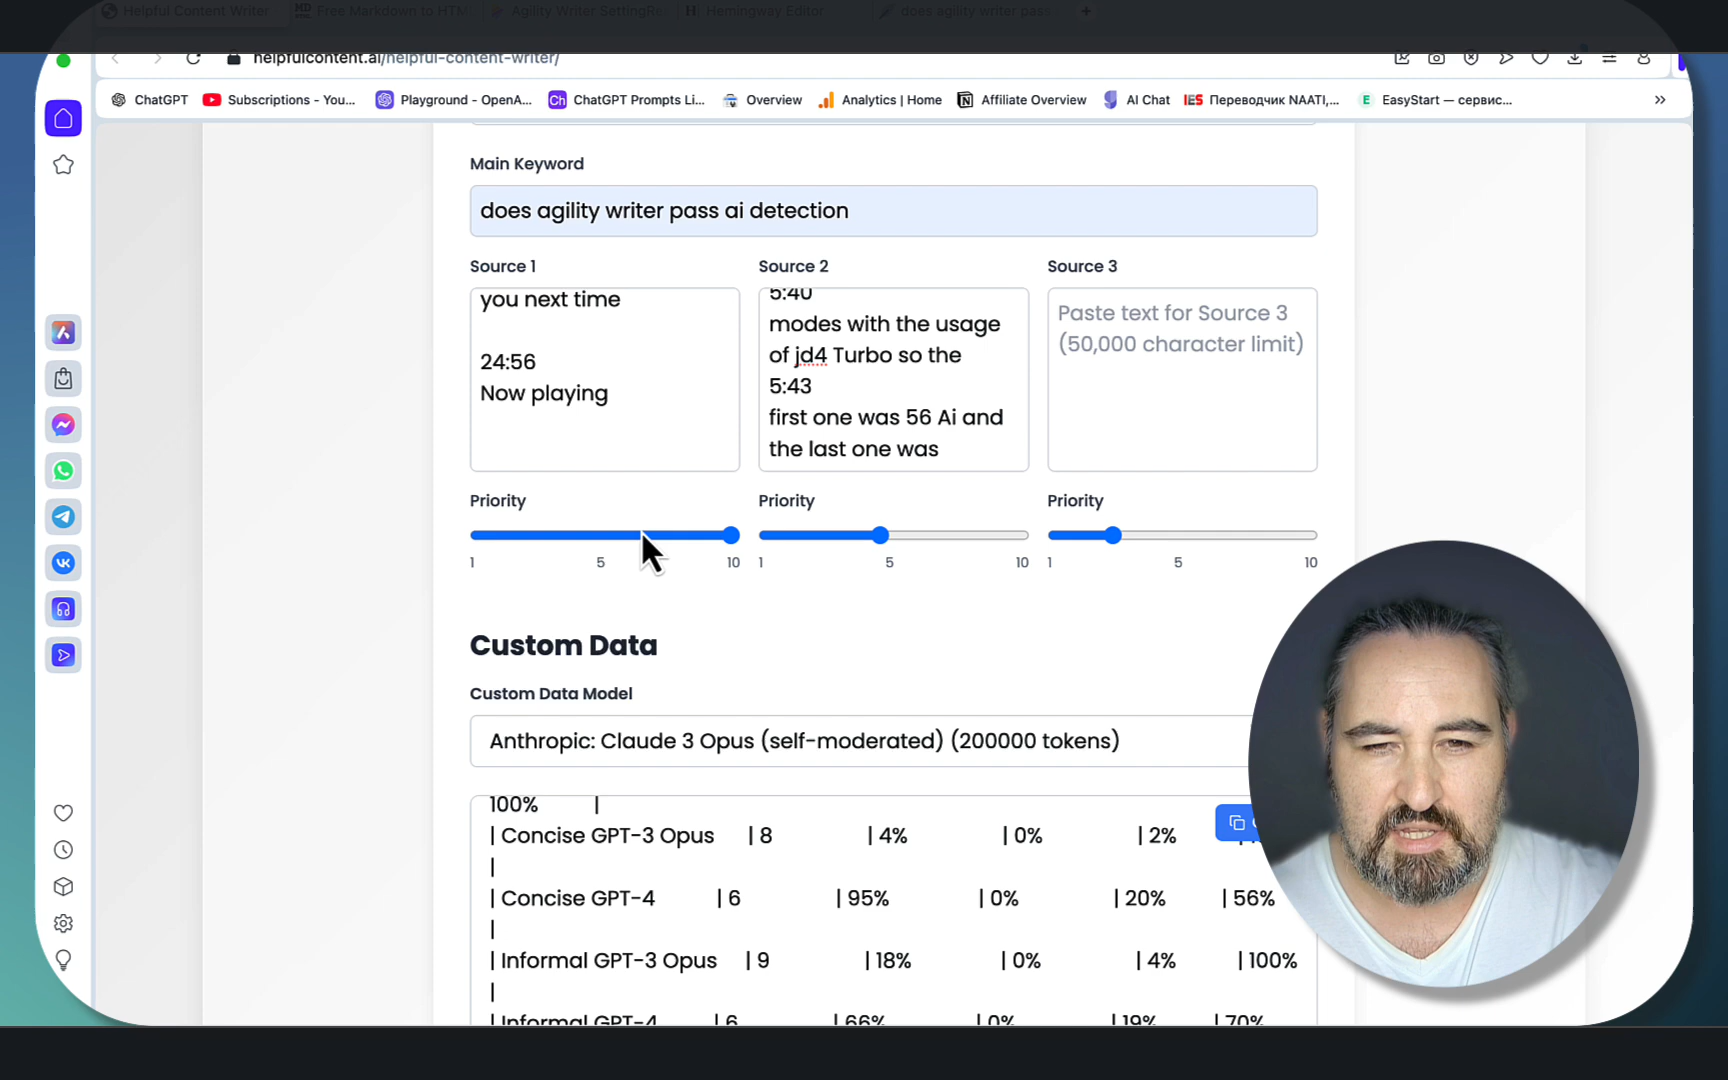 Helpful Content Writer
Free Markdown to HTM
Agility Writer SettingRe
Hemingway Editor
does agility writer pass
helpfulcontent.ai/helpful-content-writer/
ChatGPT
Subscriptions - You...
Playground - OpenA...
ChatGPT Prompts Li...
Overview
Analytics | Home
Affiliate Overview
AI Chat
Переводчик NAATI,...
EasyStart — сервис...
Main Keyword
does agility writer pass ai detection
Source 1
Source 2
Source 3
you next time
24:56
Now playing
5:40
modes with the usage
of jd4 Turbo so the
5:43
first one was 56 Ai and
the last one was
Paste text for Source 3
(50,000 character limit)
Priority
Priority
Priority
1 5 10
1 5 10
1 5 10
Custom Data
Custom Data Model
Anthropic: Claude 3 Opus (self-moderated) (200000 tokens)
100% |
| Concise GPT-3 Opus | 8 | 4% | 0% | 2%
|
| Concise GPT-4 | 6 | 95% | 0% | 20% | 56%
|
| Informal GPT-3 Opus | 9 | 18% | 0% | 4% | 100%
|
| Informal GPT-4 | 6 | 66% | 0% | 19% | 70%